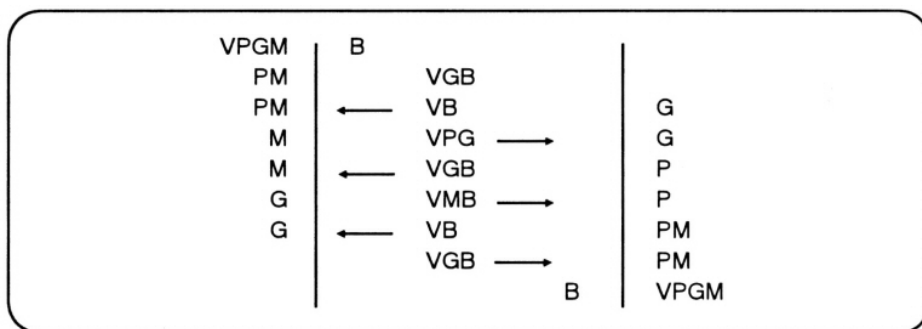 VPGM B
PM VGB
PM VB G
M VPG G
M VGB P
G VMB P
G VB PM
VGB PM
B VPGM